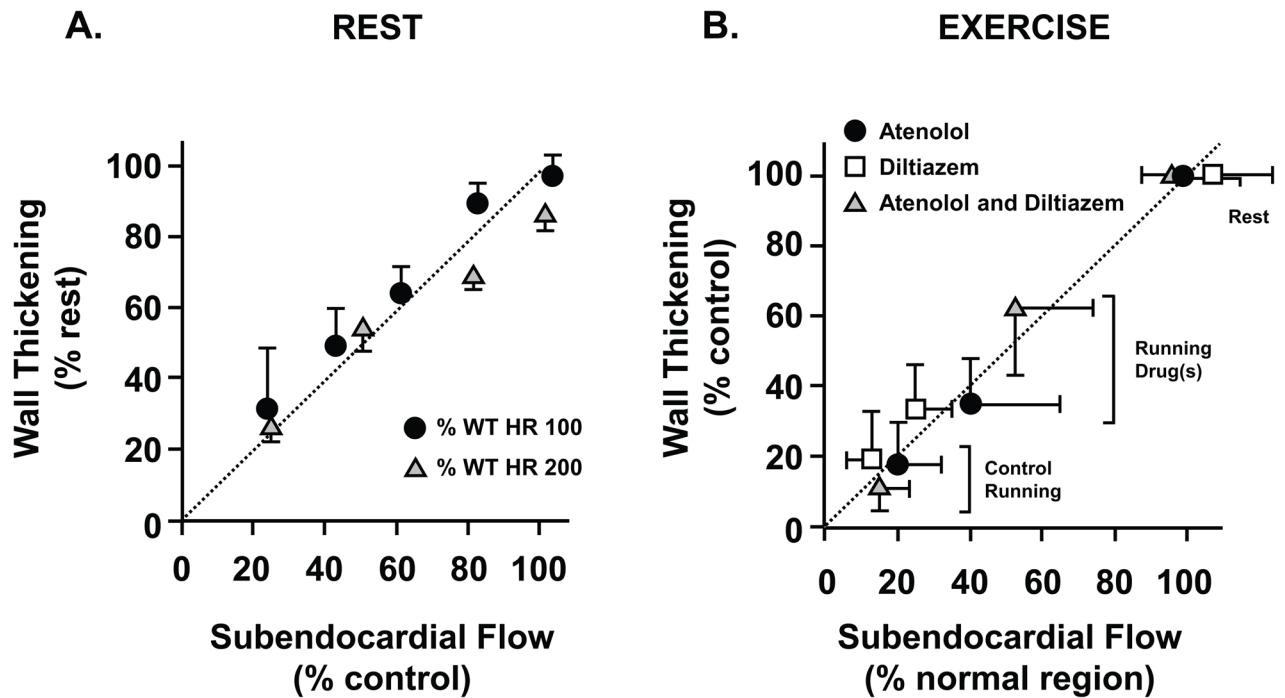 A.
REST
Wall Thickening
(% rest)
100
80
60
40
20
0
% WT HR 100
% WT HR 200
0 20 40 60 80 100
Subendocardial Flow
(% control)
B.
EXERCISE
Atenolol
Diltiazem
Atenolol and Diltiazem
Wall Thickening
(% control)
100
80
60
40
20
0
Rest
Running
Drug(s)
Control
Running
0 20 40 60 80 100
Subendocardial Flow
(% normal region)